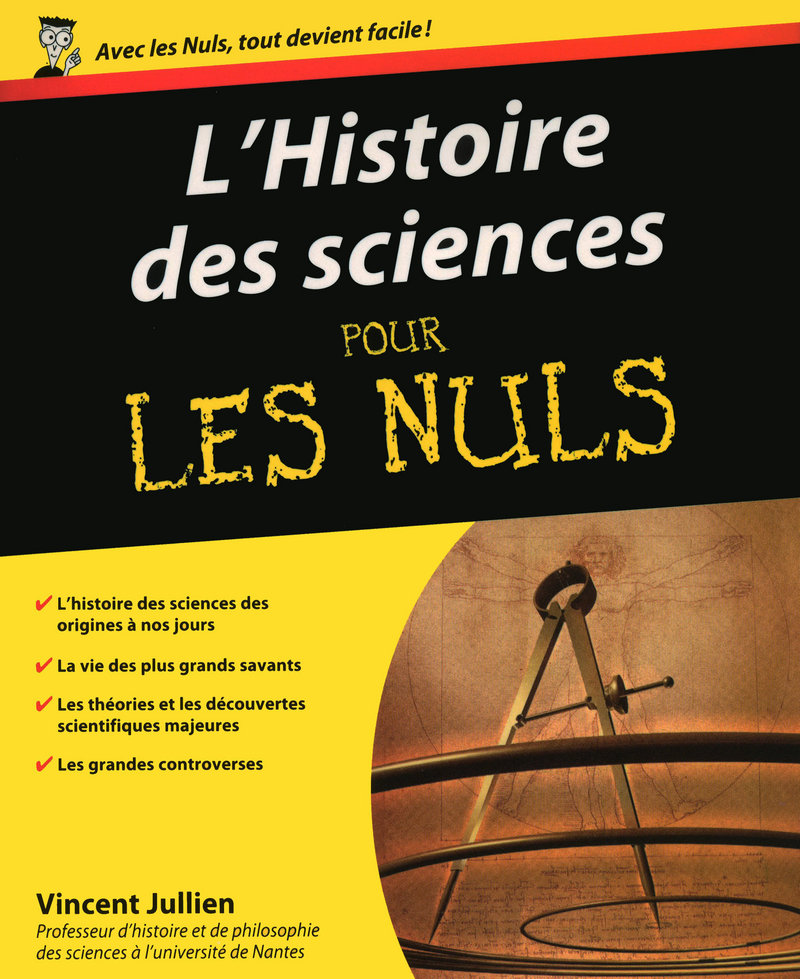 Avec les Nuls, tout devient facile !
L'Histoire
des sciences
POUR
LES NULS
✔ L'histoire des sciences des
origines à nos jours
✔ La vie des plus grands savants
✔ Les théories et les découvertes
scientifiques majeures
✔ Les grandes controverses
Vincent Jullien
Professeur d'histoire et de philosophie
des sciences à l'université de Nantes